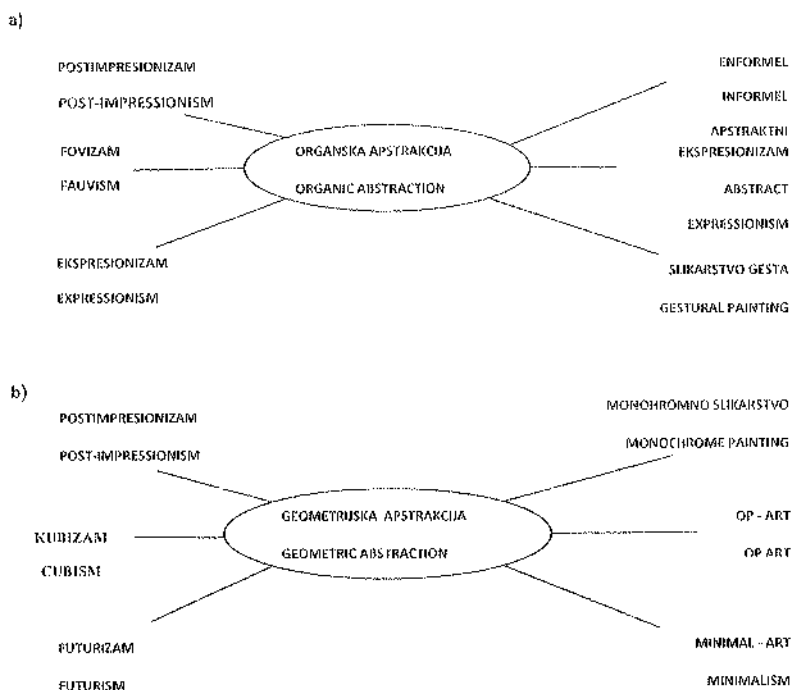 a)
POSTIMPRESIONIZAM
POST-IMPRESSIONISM
FOVIZAM
FAUVISM
EKSPRESIONIZAM
EXPRESSIONISM
ORGANSKA APSTRAKCIJA
ORGANIC ABSTRACTION
ENFORMEL
INFORMEL
APSTRAKTNI
EKSPRESIONIZAM
ABSTRACT
EXPRESSIONISM
SLIKARSTVO GESTA
GESTURAL PAINTING
b)
POSTIMPRESIONIZAM
POST-IMPRESSIONISM
KUBIZAM
CUBISM
FUTURIZAM
FUTURISM
GEOMETRIJSKA APSTRAKCIJA
GEOMETRIC ABSTRACTION
MONOHROMNO SLIKARSTVO
MONOCHROME PAINTING
OP - ART
OP ART
MINIMAL - ART
MINIMALISM